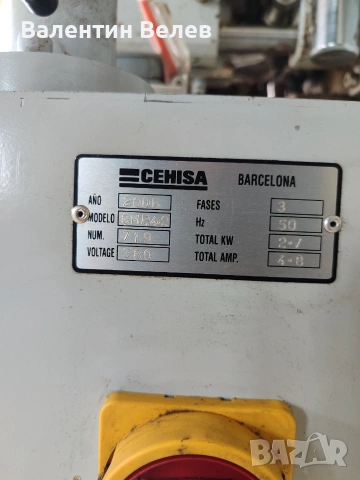 Валентин Велев
CEHISA BARCELONA
AÑO
MODELO
NUM.
VOLTAGE
FASES 3
Hz 50
TOTAL KW 2-7
TOTAL AMP. 4-8
BAZAR
bg